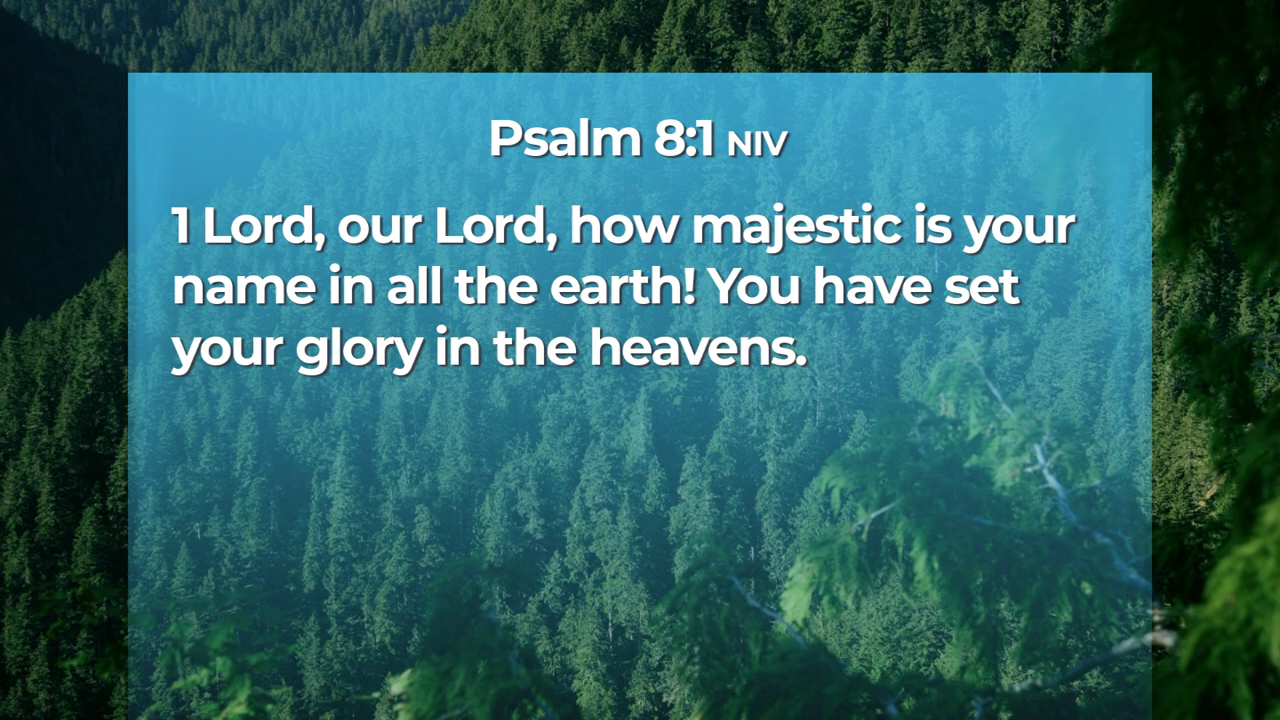 Psalm 8:1 NIV
1 Lord, our Lord, how majestic is your
name in all the earth! You have set
your glory in the heavens.